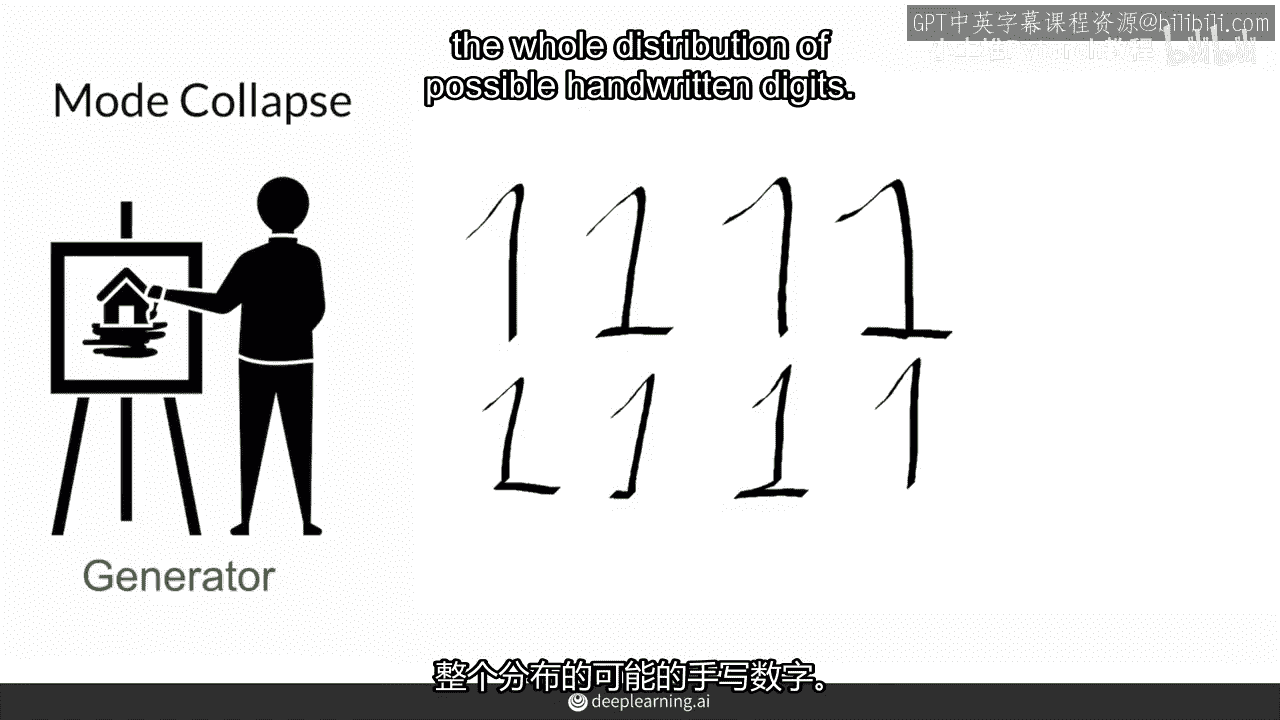 GPT中英字幕课程资源@bilibili.com
the whole distribution of
possible handwritten digits.
bilibili
Mode Collapse
1 1 1 1
1 1 1 1
Generator
整个分布的可能的手写数字。
deeplearning.ai